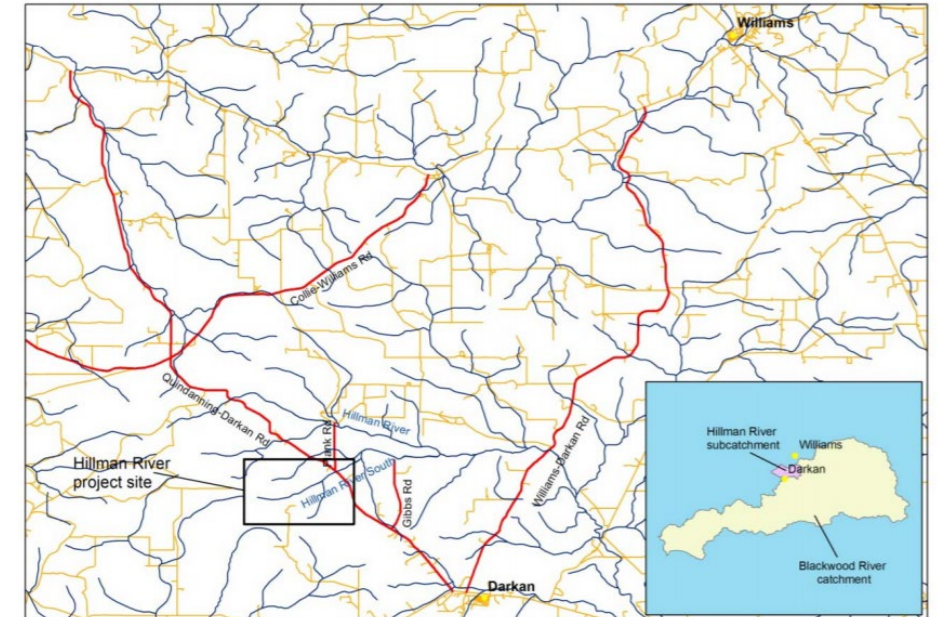 Williams
Collie-Williams Rd
Quindanning-Darkan Rd
Hillman River
Frank Rd
Williams-Darkan Rd
Hillman River
project site
Hillman River South
Gibbs Rd
Darkan
Hillman River
subcatchment
Williams
Darkan
Blackwood River
catchment